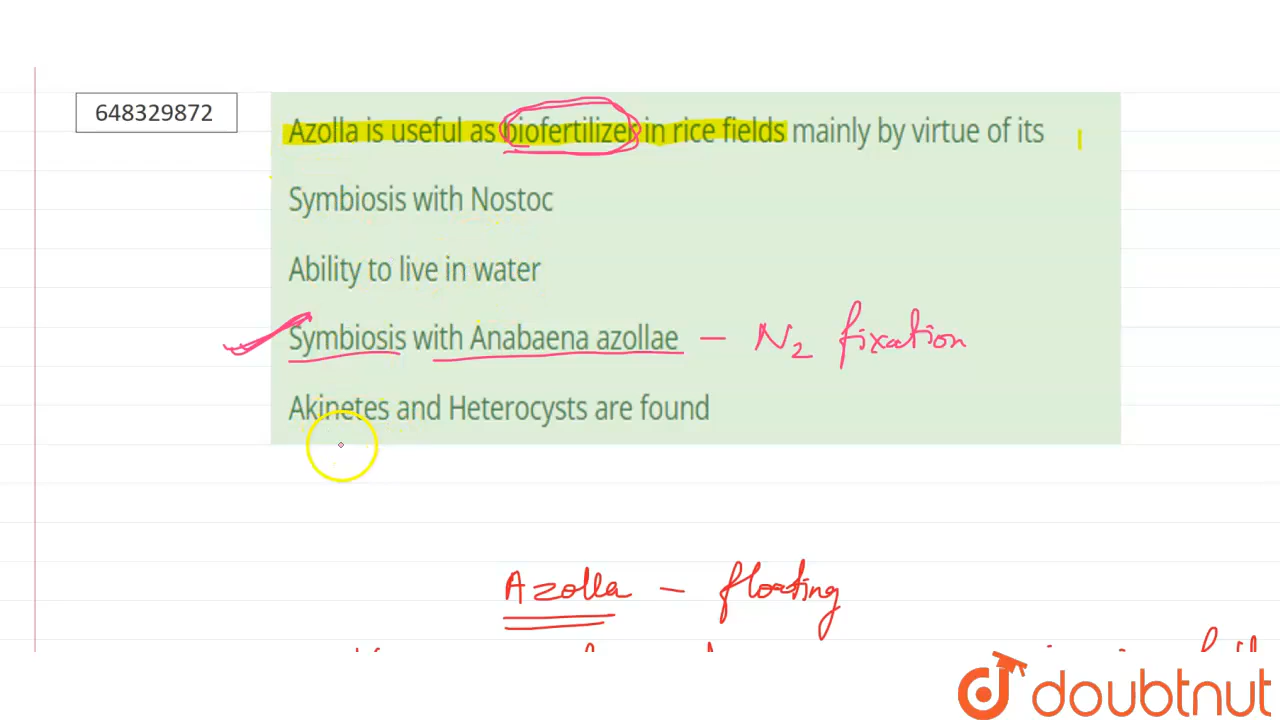 648329872
Azolla is useful as biofertilizer in rice fields mainly by virtue of its
Symbiosis with Nostoc
Ability to live in water
Symbiosis with Anabaena azollae – N2 fixation
Akinetes and Heterocysts are found
Azolla – floating
doubtnut